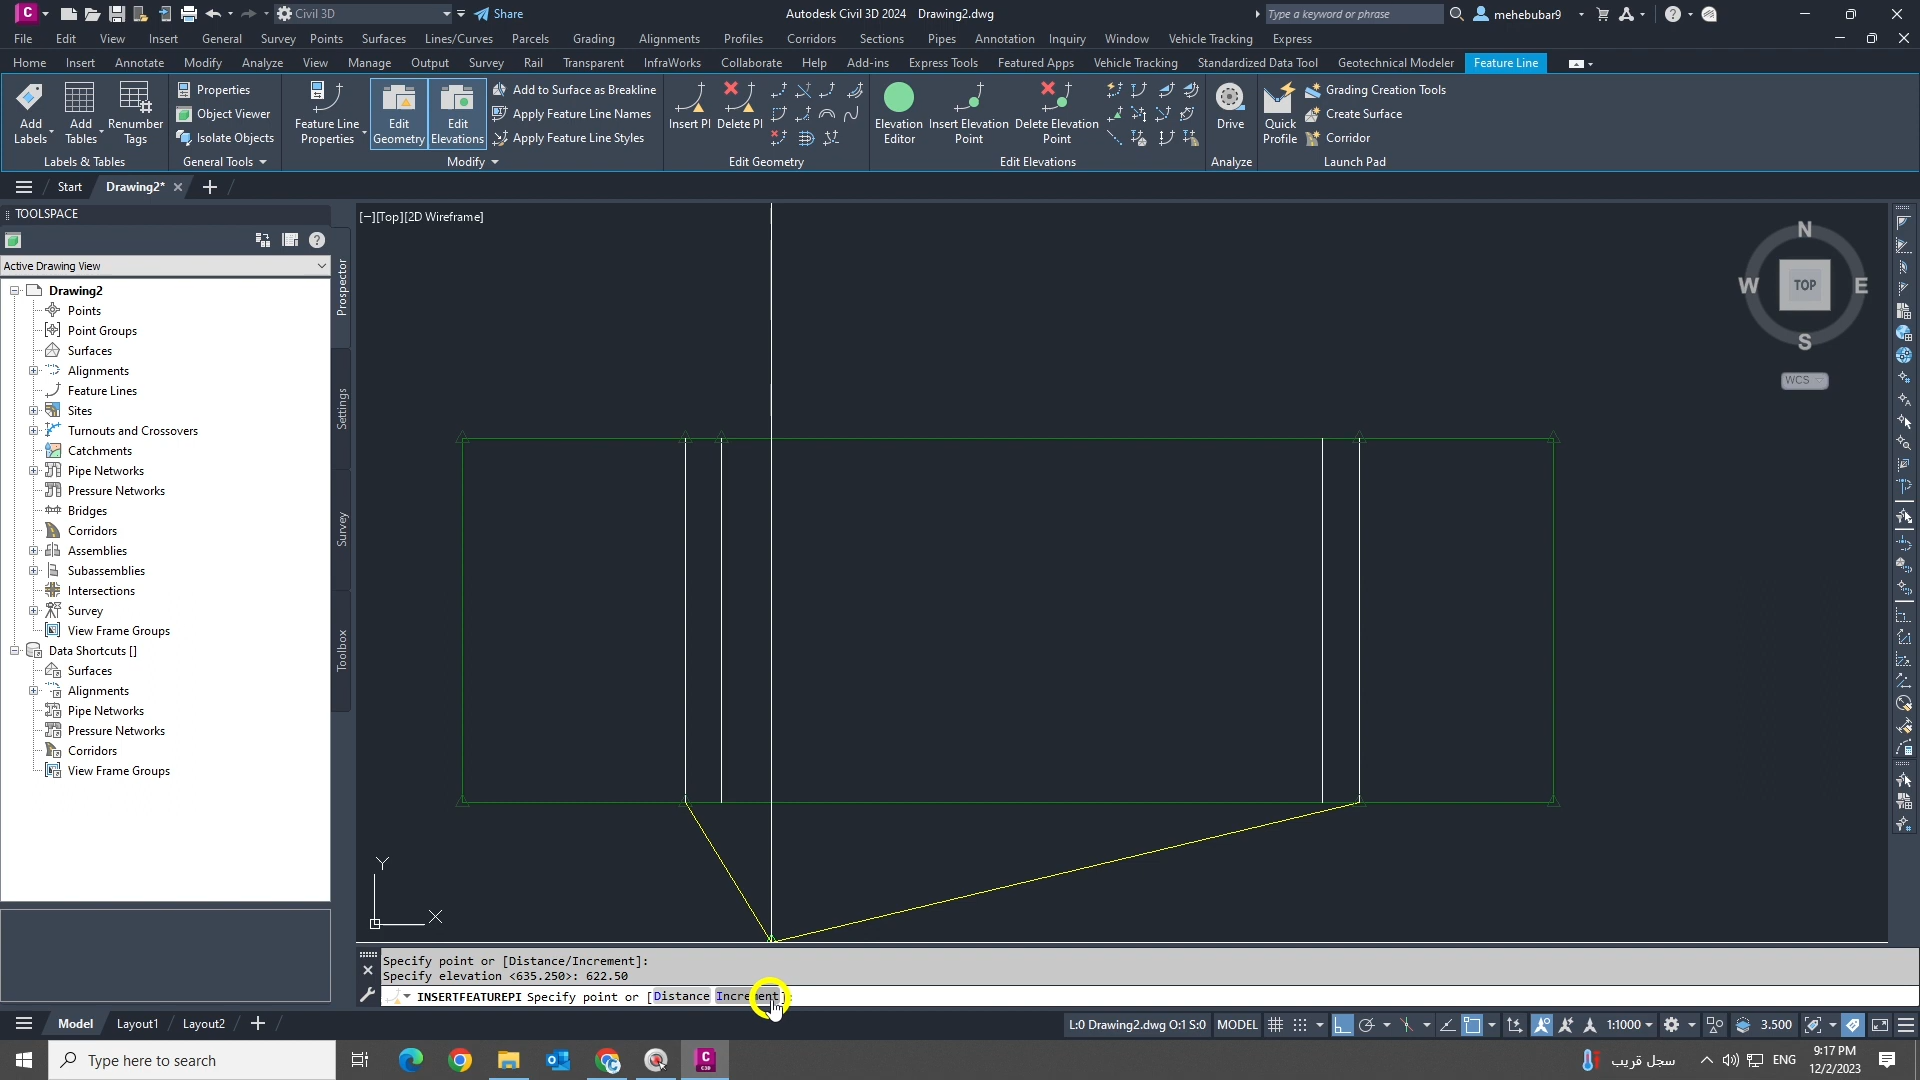 Civil 3D
Share
Autodesk Civil 3D 2024 Drawing2.dwg
Type a keyword or phrase
mehebubar9
File Edit View Insert General Survey Points Surfaces Lines/Curves Parcels Grading Alignments Profiles Corridors Sections Pipes Annotation Inquiry Window Vehicle Tracking Express
Home Insert Annotate Modify Analyze View Manage Output Survey Rail Transparent InfraWorks Collaborate Help Add-ins Express Tools Featured Apps Vehicle Tracking Standardized Data Tool Geotechnical Modeler Feature Line
Add Labels
Add Tables
Renumber Tags
Labels & Tables
Properties
Object Viewer
Isolate Objects
General Tools
Feature Line Properties
Edit Geometry
Edit Elevations
Add to Surface as Breakline
Apply Feature Line Names
Apply Feature Line Styles
Modify
Insert PI
Delete PI
Edit Geometry
Elevation Editor
Insert Elevation Point
Delete Elevation Point
Edit Elevations
Drive
Analyze
Quick Profile
Grading Creation Tools
Create Surface
Corridor
Launch Pad
Start
Drawing2*
TOOLSPACE
Active Drawing View
Drawing2
Points
Point Groups
Surfaces
Alignments
Feature Lines
Sites
Turnouts and Crossovers
Catchments
Pipe Networks
Pressure Networks
Bridges
Corridors
Assemblies
Subassemblies
Intersections
Survey
View Frame Groups
Data Shortcuts []
Surfaces
Alignments
Pipe Networks
Pressure Networks
Corridors
View Frame Groups
Prospector
Settings
Survey
Toolbox
[−][Top][2D Wireframe]
N
W
TOP
E
S
WCS
Y
X
Specify point or [Distance/Increment]:
Specify elevation <635.250>: 622.50
INSERTFEATUREPI Specify point or [Distance Increment]:
Model
Layout1
Layout2
L:0 Drawing2.dwg O:1 S:0
MODEL
1:1000
3.500
Type here to search
C3D
سجل قريب
ENG
9:17 PM
12/2/2023